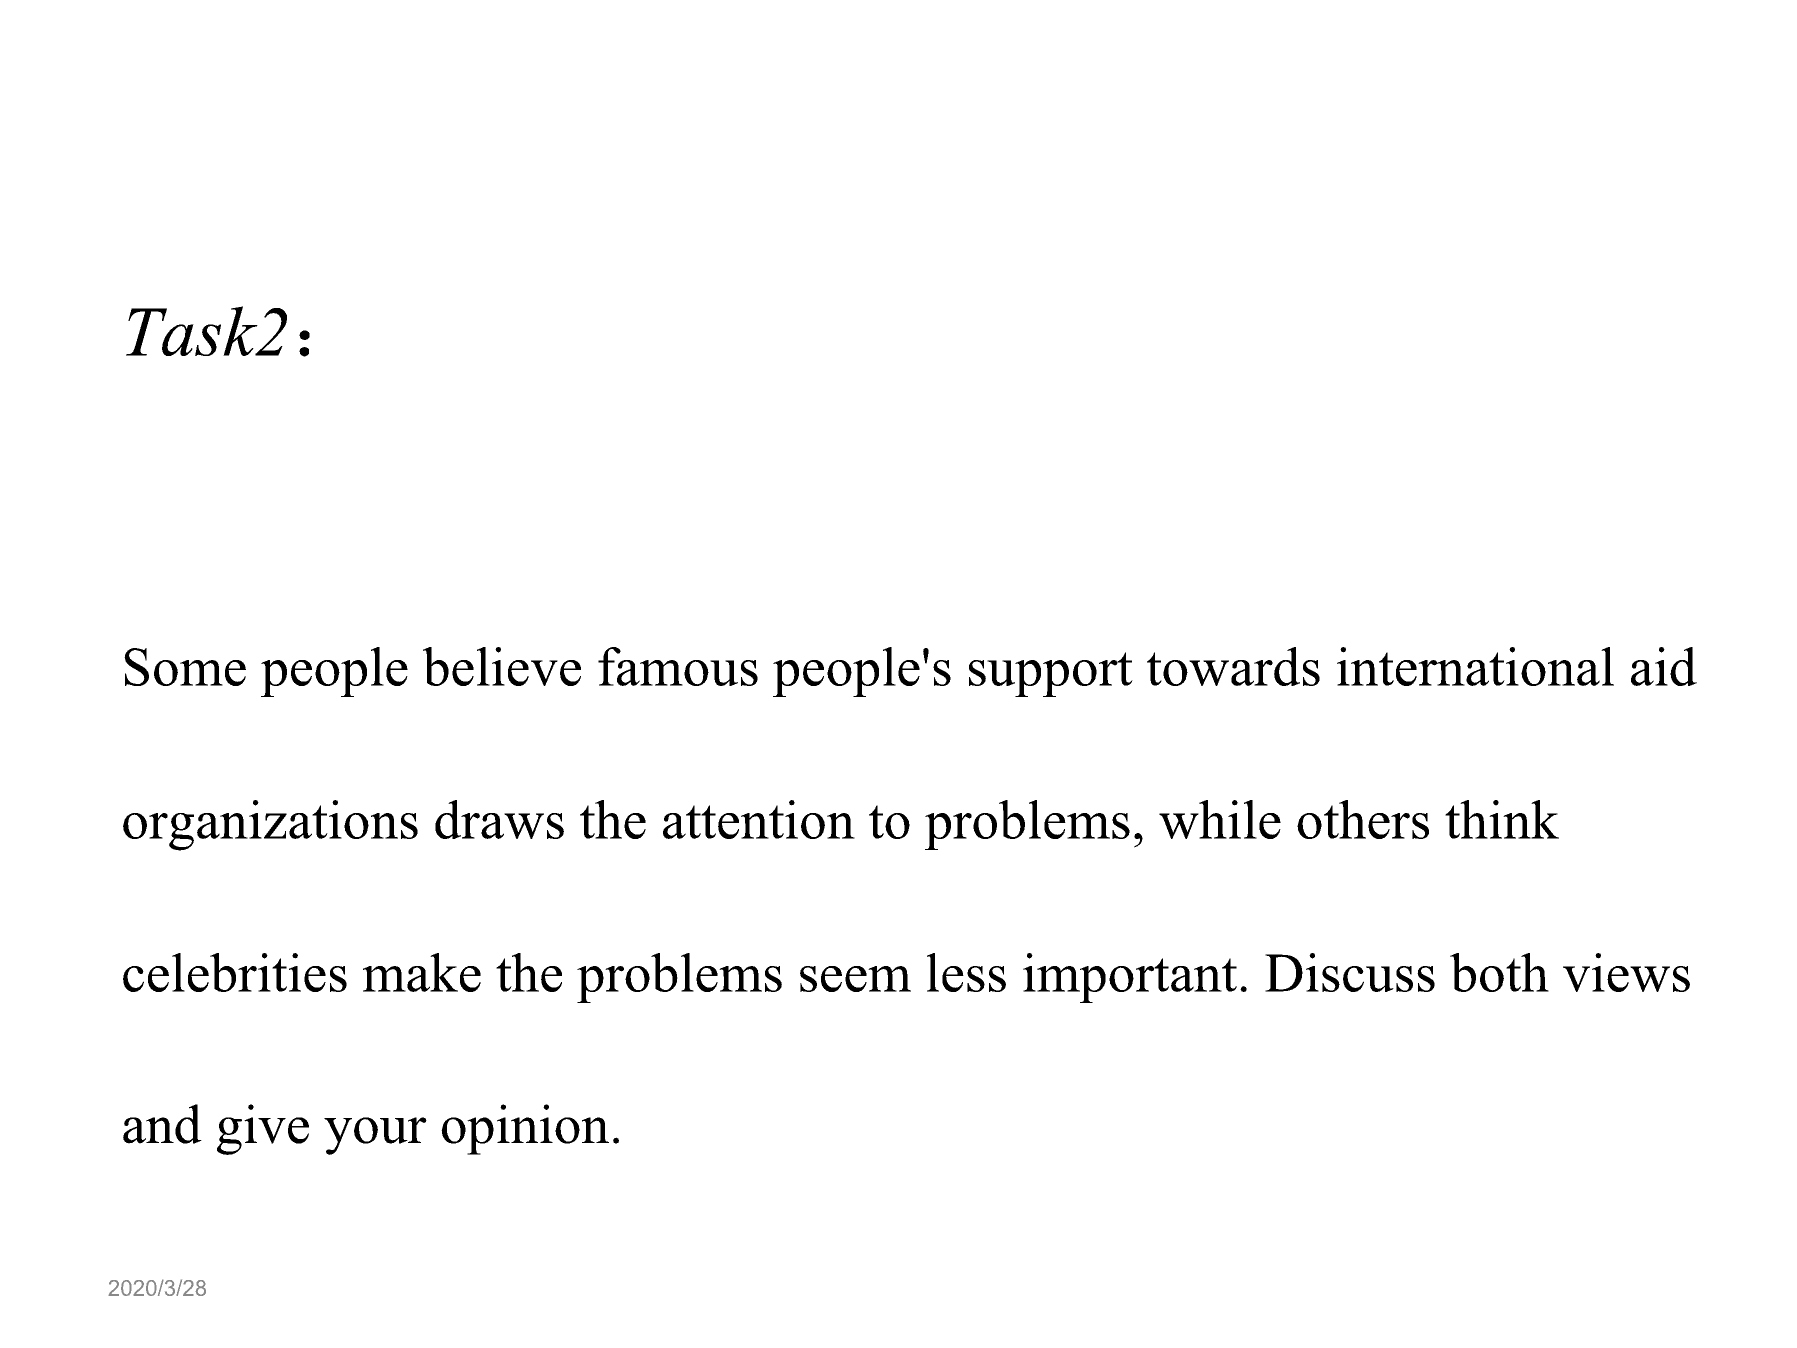 Task2：
Some people believe famous people's support towards international aid
organizations draws the attention to problems, while others think
celebrities make the problems seem less important. Discuss both views
and give your opinion.
2020/3/28